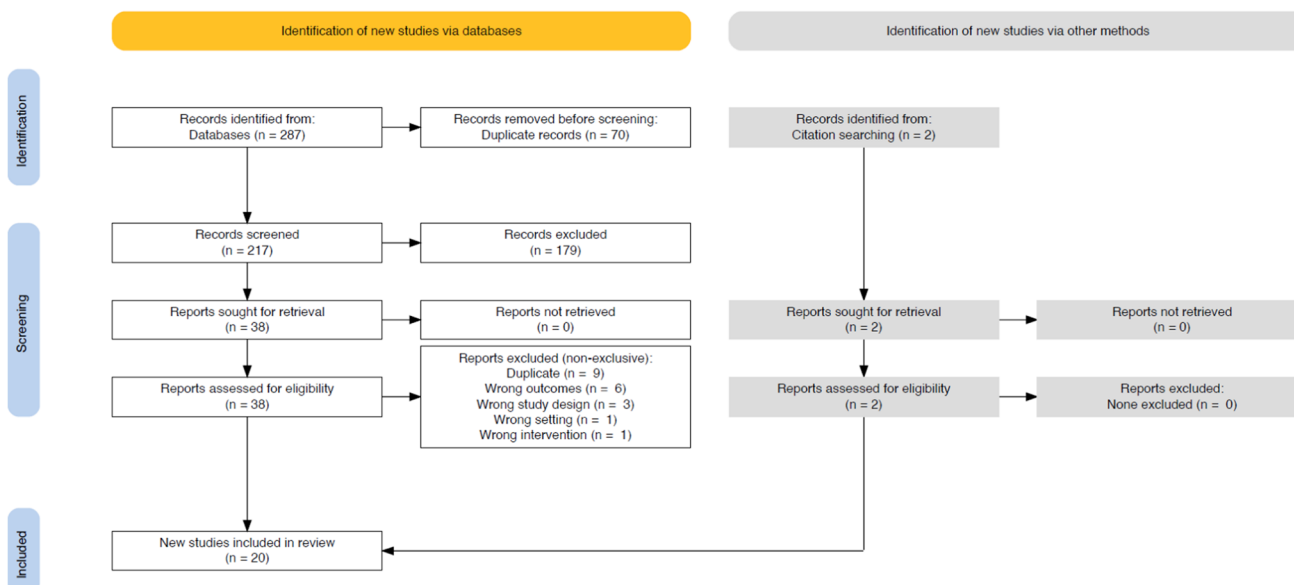 Identification of new studies via databases
Identification of new studies via other methods
Identification
Records identified from:
Databases (n = 287)
Records removed before screening:
Duplicate records (n = 70)
Records identified from:
Citation searching (n = 2)
Screening
Records screened
(n = 217)
Records excluded
(n = 179)
Reports sought for retrieval
(n = 38)
Reports not retrieved
(n = 0)
Reports sought for retrieval
(n = 2)
Reports not retrieved
(n = 0)
Reports assessed for eligibility
(n = 38)
Reports excluded (non-exclusive):
Duplicate (n = 9)
Wrong outcomes (n = 6)
Wrong study design (n = 3)
Wrong setting (n = 1)
Wrong intervention (n = 1)
Reports assessed for eligibility
(n = 2)
Reports excluded:
None excluded (n = 0)
Included
New studies included in review
(n = 20)